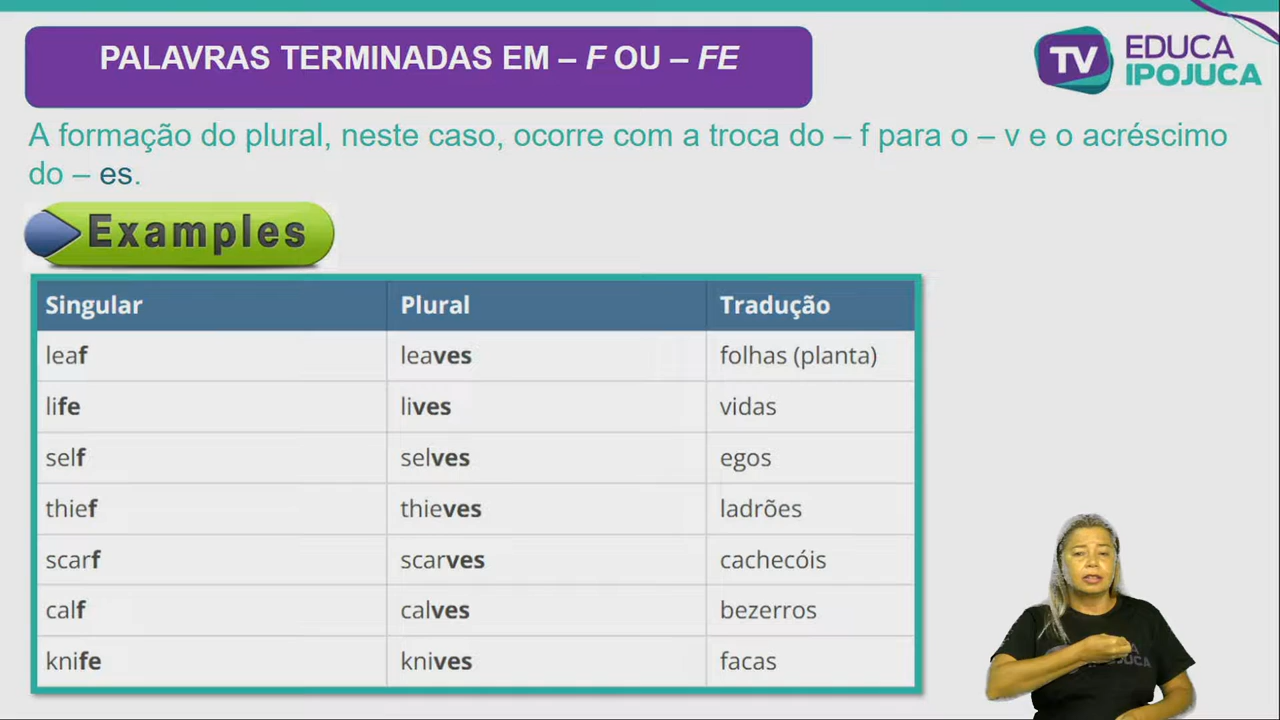 PALAVRAS TERMINADAS EM – F OU – FE
TV EDUCA
IPOJUCA
A formação do plural, neste caso, ocorre com a troca do – f para o – v e o acréscimo
do – es.
Examples
Singular Plural Tradução
leaf leaves folhas (planta)
life lives vidas
self selves egos
thief thieves ladrões
scarf scarves cachecóis
calf calves bezerros
knife knives facas